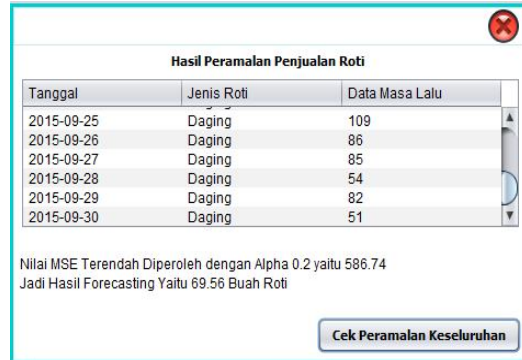 Hasil Peramalan Penjualan Roti
Tanggal Jenis Roti Data Masa Lalu
2015-09-25 Daging 109
2015-09-26 Daging 86
2015-09-27 Daging 85
2015-09-28 Daging 54
2015-09-29 Daging 82
2015-09-30 Daging 51
Nilai MSE Terendah Diperoleh dengan Alpha 0.2 yaitu 586.74
Jadi Hasil Forecasting Yaitu 69.56 Buah Roti
Cek Peramalan Keseluruhan